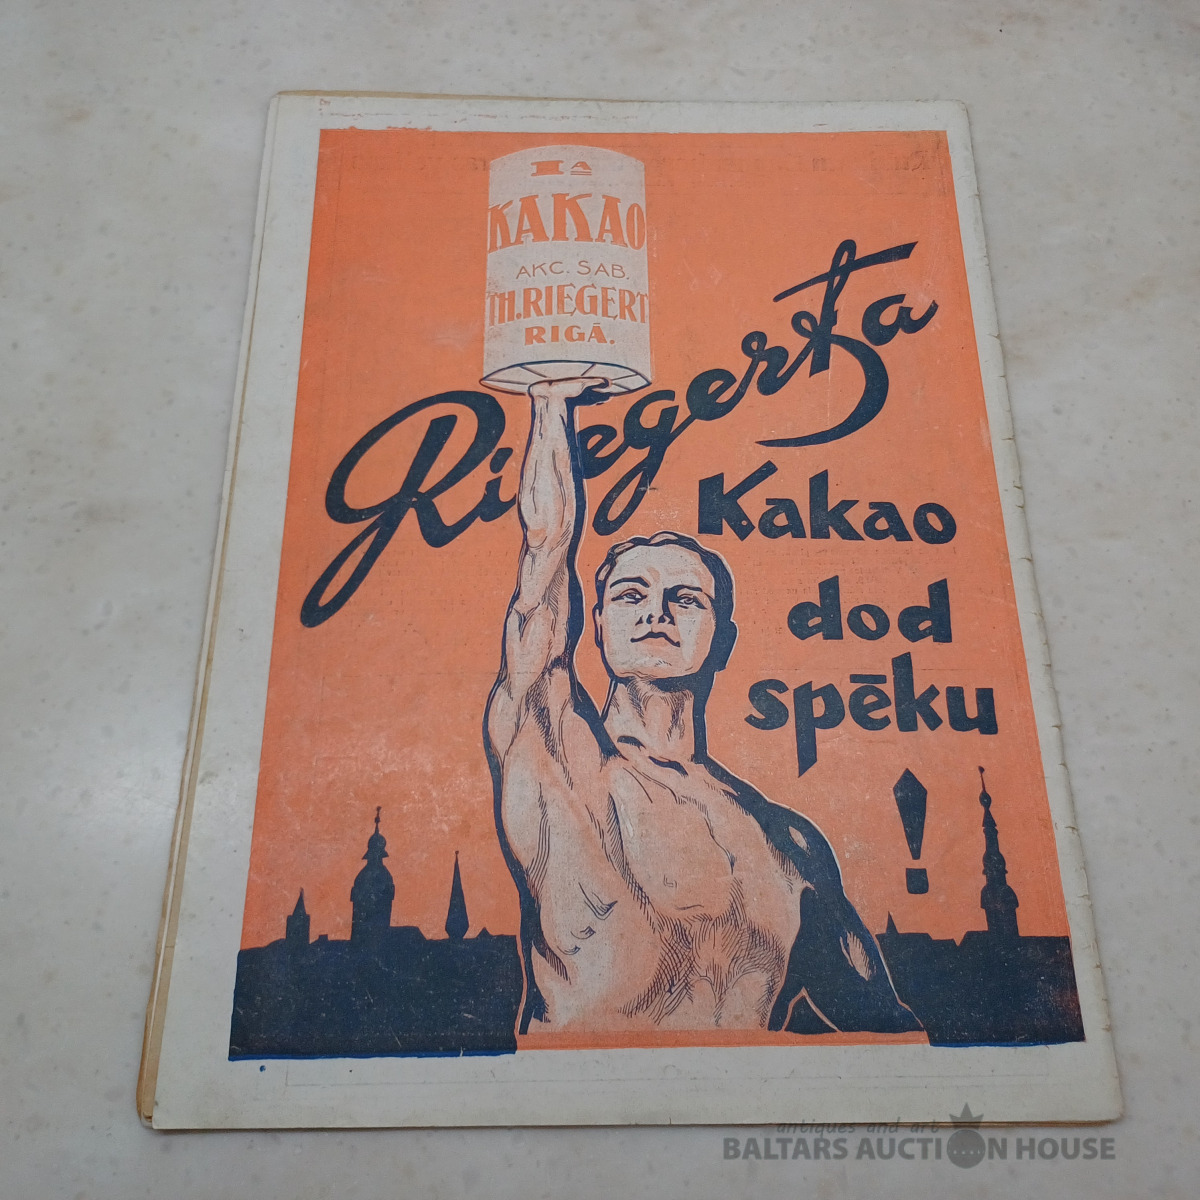 IA
KAKAO
AKC. SAB.
TH. RIEGERT
RIGĀ.
Riegerta
Kakao
dod
spēku
!
antiques and art
BALTARS AUCTION HOUSE